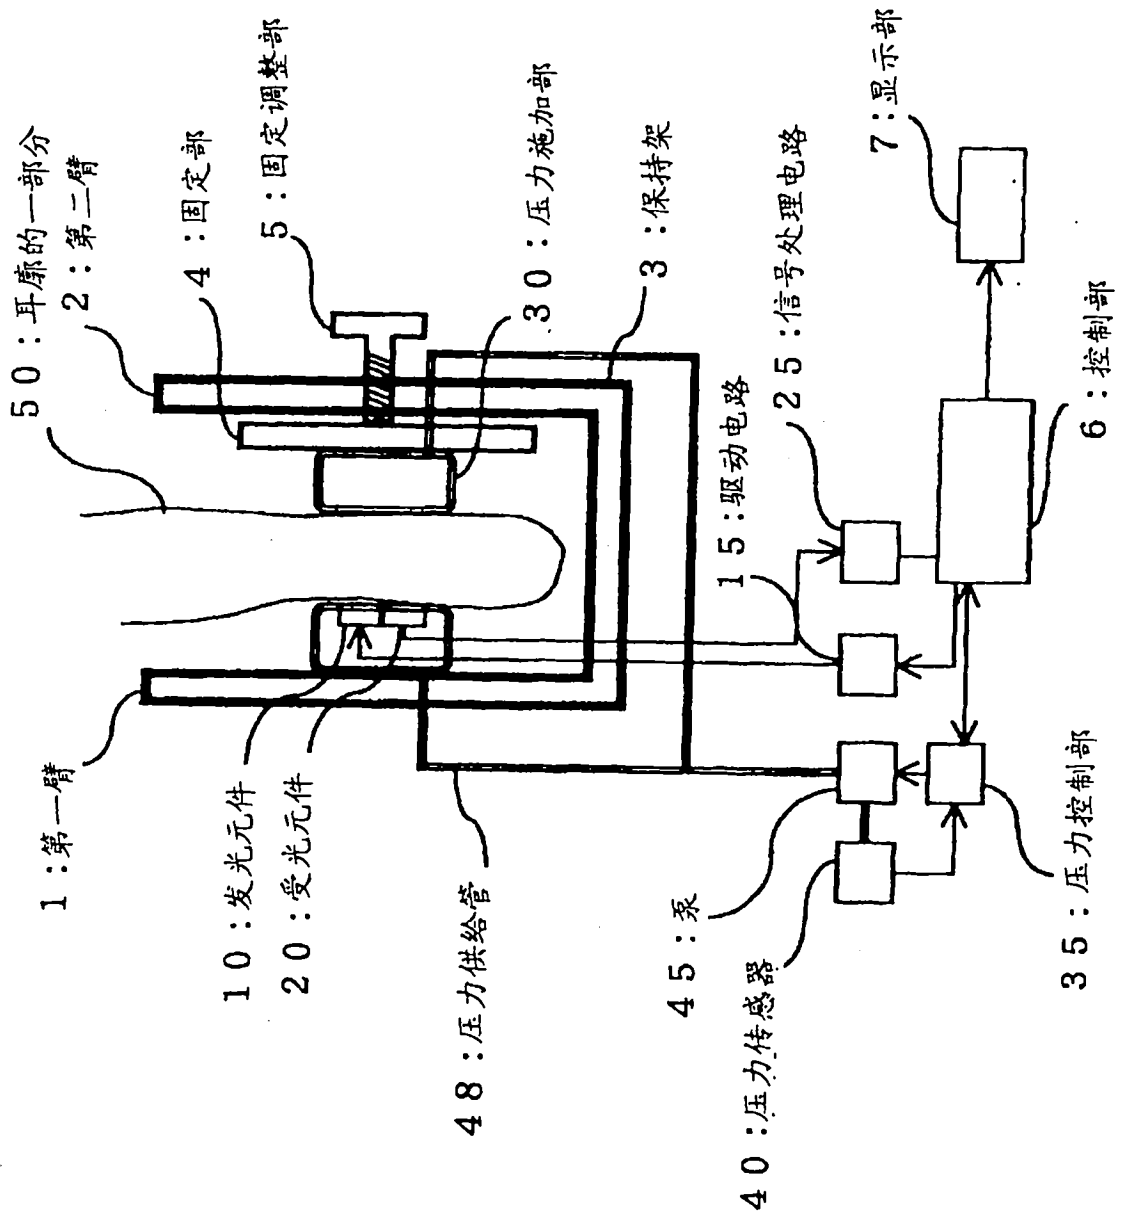 50:耳廓的一部分
2:第二臂
4:固定部
5:固定调整部
30:压力施加部
3:保持架
25:信号处理电路
15:驱动电路
7:显示部
6:控制部
1:第一臂
10:发光元件
20:受光元件
48:压力供给管
45:泵
40:压力传感器
35:压力控制部